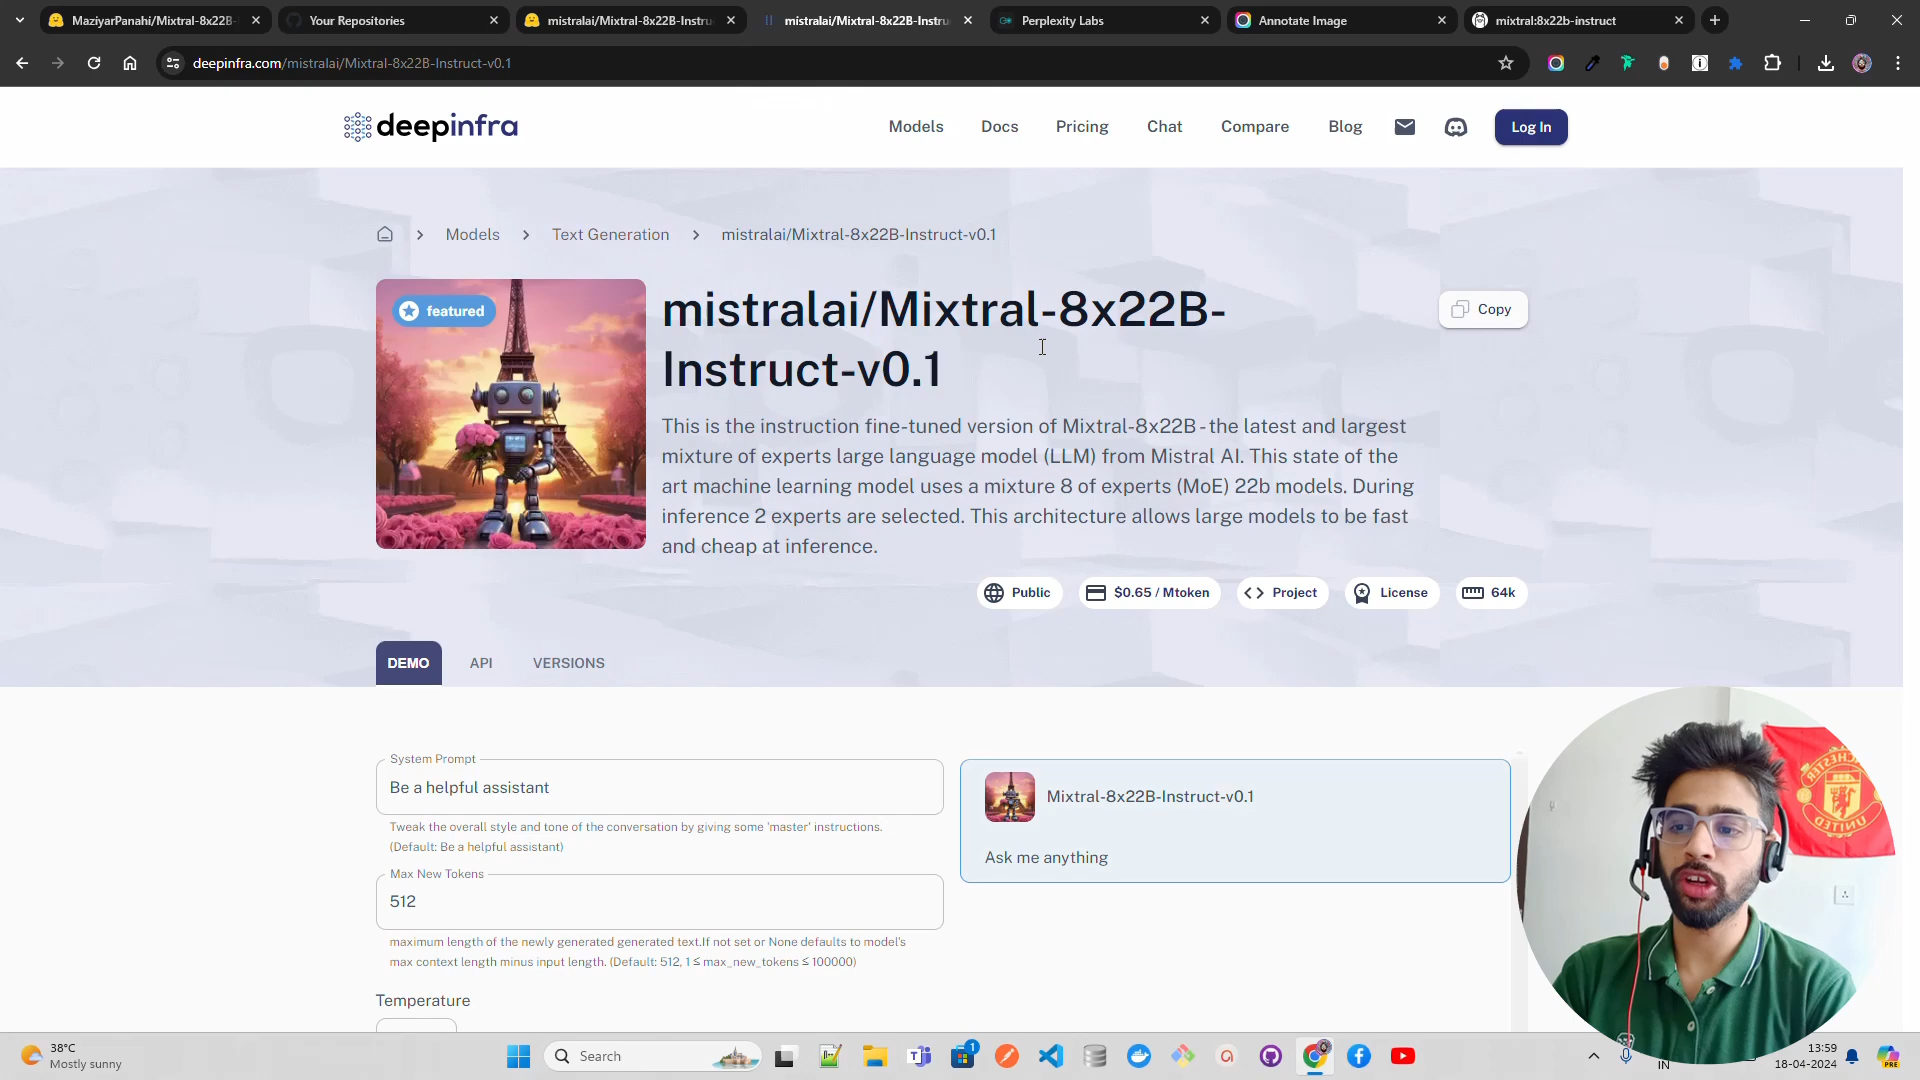 MaziyarPanahi/Mixtral-8x22B-
Your Repositories
mistralai/Mixtral-8x22B-Instru
mistralai/Mixtral-8x22B-Instru
Perplexity Labs
Annotate Image
mixtral:8x22b-instruct
deepinfra.com/mistralai/Mixtral-8x22B-Instruct-v0.1
deepinfra
Models
Docs
Pricing
Chat
Compare
Blog
Log In
Models
Text Generation
mistralai/Mixtral-8x22B-Instruct-v0.1
featured
mistralai/Mixtral-8x22B-
Instruct-v0.1
Copy
This is the instruction fine-tuned version of Mixtral-8x22B - the latest and largest
mixture of experts large language model (LLM) from Mistral AI. This state of the
art machine learning model uses a mixture 8 of experts (MoE) 22b models. During
inference 2 experts are selected. This architecture allows large models to be fast
and cheap at inference.
Public
$0.65 / Mtoken
Project
License
64k
DEMO
API
VERSIONS
System Prompt
Be a helpful assistant
Tweak the overall style and tone of the conversation by giving some 'master' instructions.
(Default: Be a helpful assistant)
Max New Tokens
512
maximum length of the newly generated generated text.If not set or None defaults to model's
max context length minus input length. (Default: 512, 1 ≤ max_new_tokens ≤ 100000)
Temperature
Mixtral-8x22B-Instruct-v0.1
Ask me anything
UNITED
38°C
Mostly sunny
Search
1
IN
13:59
18-04-2024
PRE